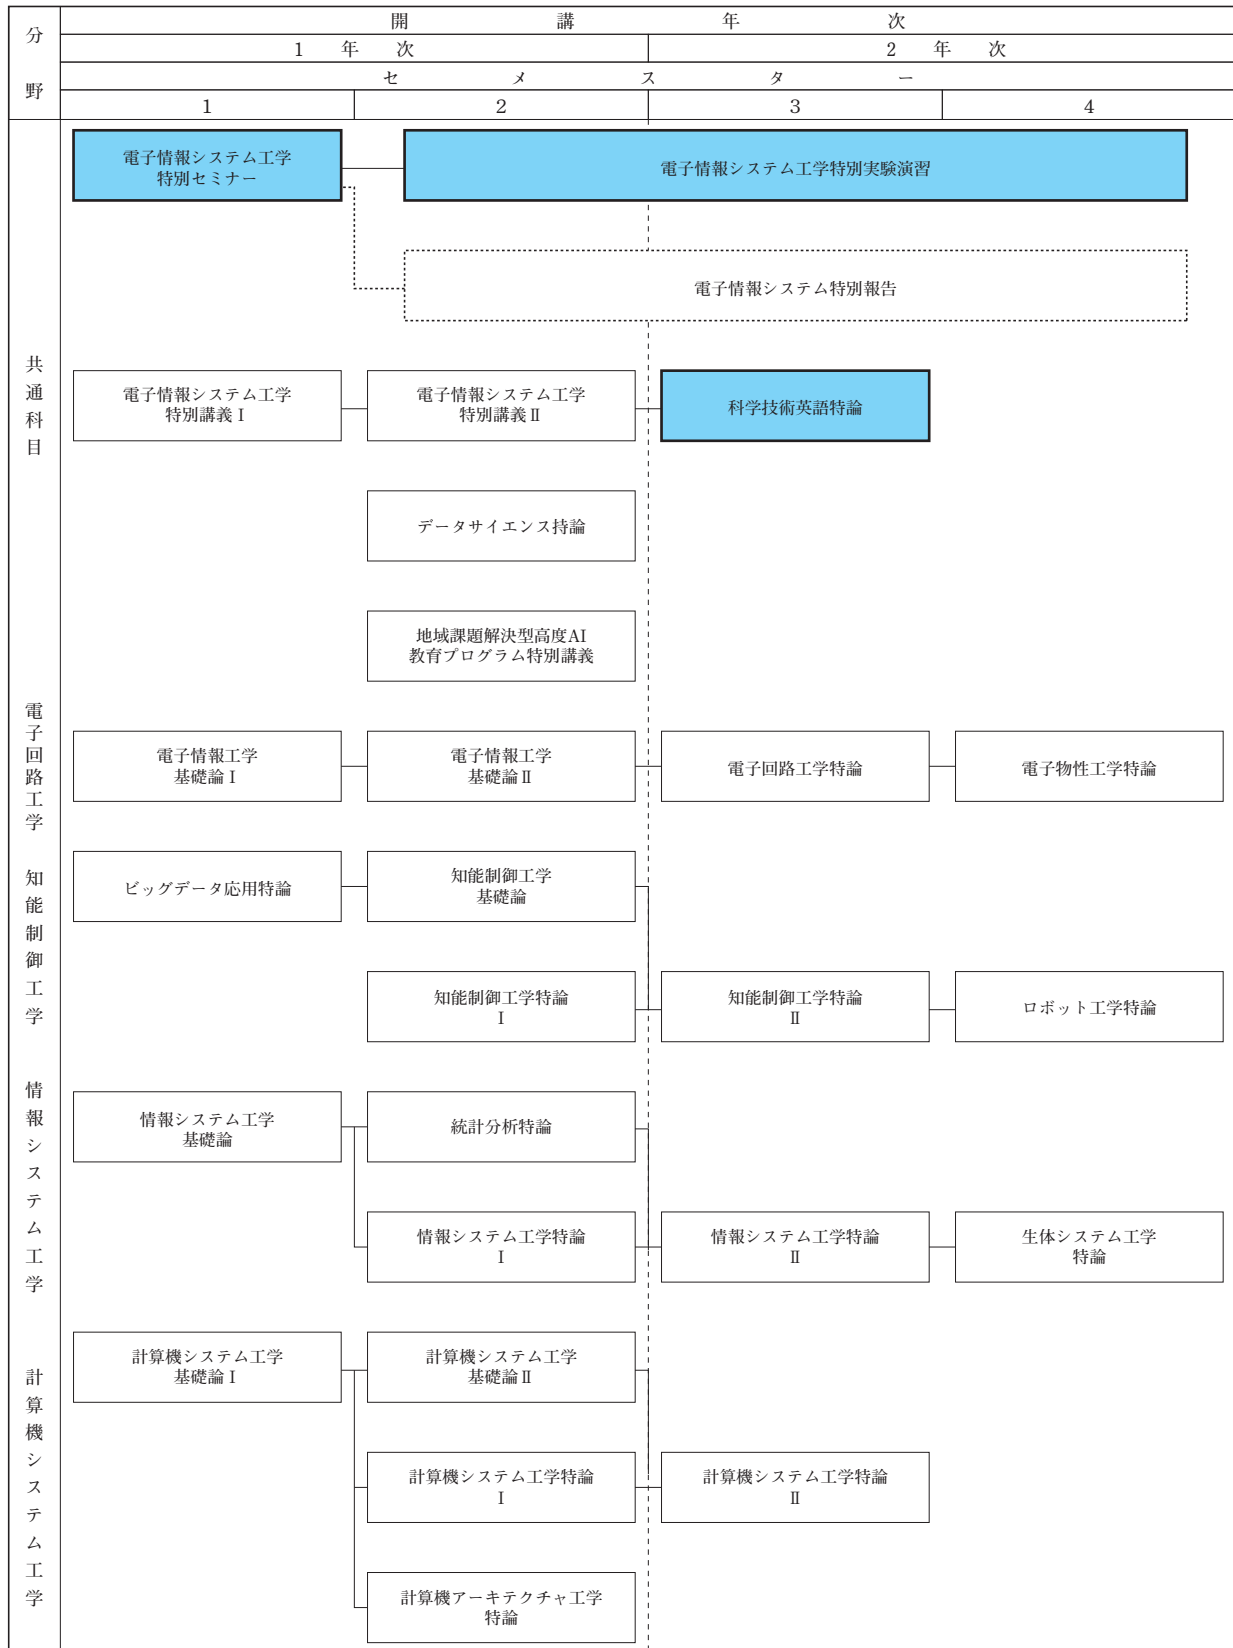 分野
開講年次
1年次
2年次
セメスター
1
2
3
4
共通科目
電子情報システム工学
特別セミナー
電子情報システム工学特別実験演習
電子情報システム特別報告
電子情報システム工学
特別講義Ⅰ
電子情報システム工学
特別講義Ⅱ
科学技術英語特論
データサイエンス持論
地域課題解決型高度AI
教育プログラム特別講義
電子回路工学
電子情報工学
基礎論Ⅰ
電子情報工学
基礎論Ⅱ
電子回路工学特論
電子物性工学特論
知能制御工学
ビッグデータ応用特論
知能制御工学
基礎論
知能制御工学特論
Ⅰ
知能制御工学特論
Ⅱ
ロボット工学特論
情報システム工学
情報システム工学
基礎論
統計分析特論
情報システム工学特論
Ⅰ
情報システム工学特論
Ⅱ
生体システム工学
特論
計算機システム工学
計算機システム工学
基礎論Ⅰ
計算機システム工学
基礎論Ⅱ
計算機システム工学特論
Ⅰ
計算機システム工学特論
Ⅱ
計算機アーキテクチャ工学
特論